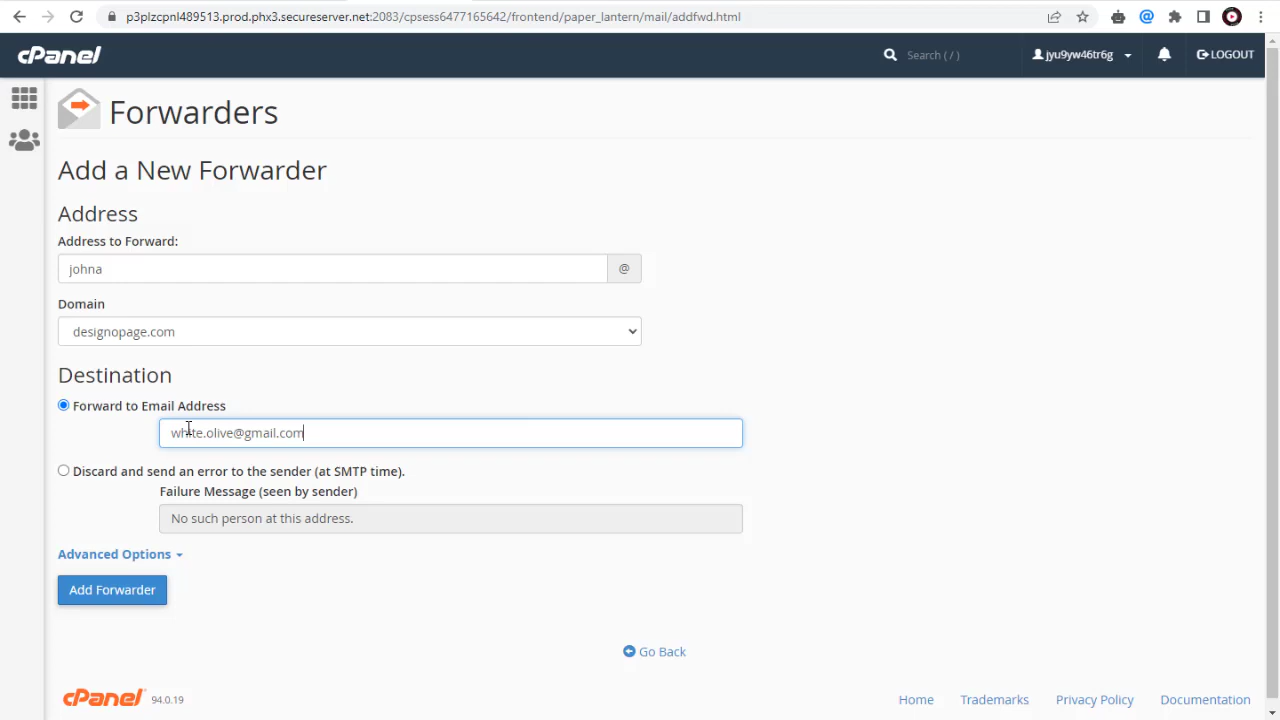 p3plzcpnl489513.prod.phx3.secureserver.net:2083/cpsess6477165642/frontend/paper_lantern/mail/addfwd.html
cPanel
Search ( / )
jyu9yw46tr6g
LOGOUT
Forwarders
Add a New Forwarder
Address
Address to Forward:
johna
@
Domain
designopage.com
Destination
Forward to Email Address
white.olive@gmail.com
Discard and send an error to the sender (at SMTP time).
Failure Message (seen by sender)
No such person at this address.
Advanced Options
Add Forwarder
Go Back
cPanel 94.0.19 Home Trademarks Privacy Policy Documentation